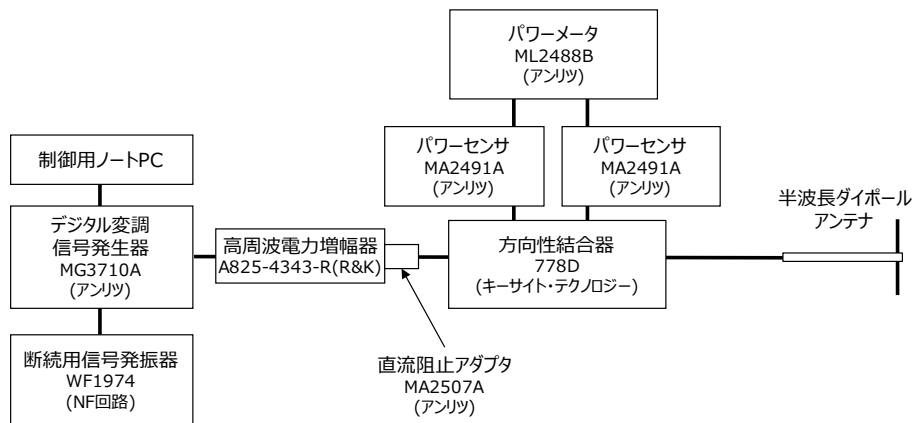 パワーメータ
ML2488B
(アンリツ)
パワーセンサ
MA2491A
(アンリツ)
パワーセンサ
MA2491A
(アンリツ)
制御用ノートPC
デジタル変調
信号発生器
MG3710A
(アンリツ)
高周波電力増幅器
A825-4343-R(R&K)
方向性結合器
778D
(キーサイト・テクノロジー)
半波長ダイポール
アンテナ
断続用信号発振器
WF1974
(NF回路)
直流阻止アダプタ
MA2507A
(アンリツ)